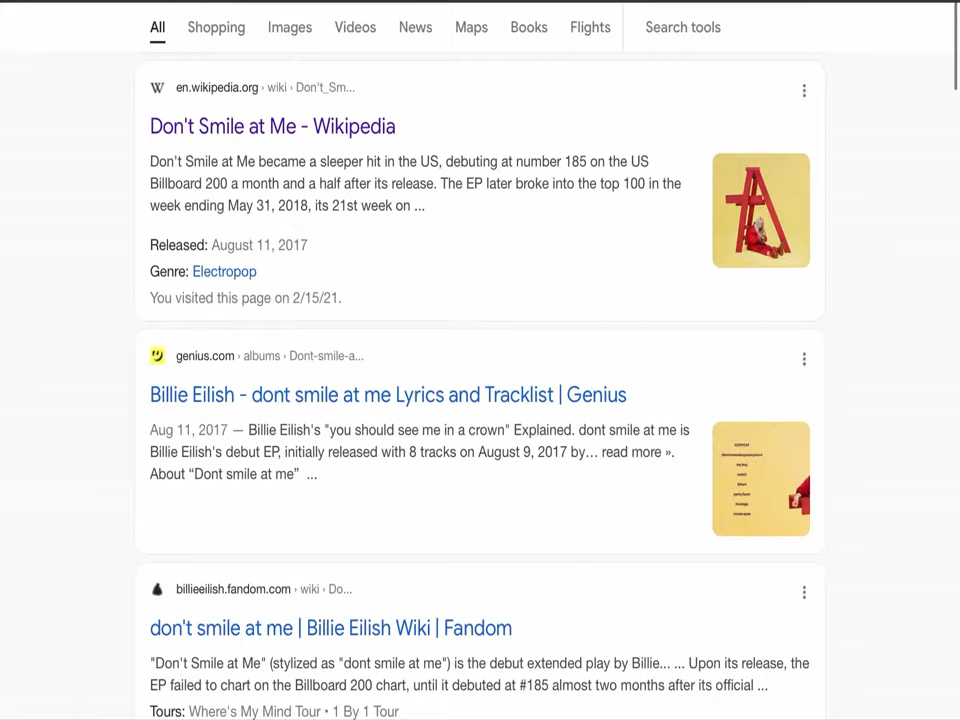 All Shopping Images Videos News Maps Books Flights Search tools
en.wikipedia.org › wiki › Don't_Sm...
Don't Smile at Me - Wikipedia
Don't Smile at Me became a sleeper hit in the US, debuting at number 185 on the US
Billboard 200 a month and a half after its release. The EP later broke into the top 100 in the
week ending May 31, 2018, its 21st week on ...
Released: August 11, 2017
Genre: Electropop
You visited this page on 2/15/21.
genius.com › albums › Dont-smile-a...
Billie Eilish - dont smile at me Lyrics and Tracklist | Genius
Aug 11, 2017 — Billie Eilish's "you should see me in a crown" Explained. dont smile at me is
Billie Eilish's debut EP, initially released with 8 tracks on August 9, 2017 by… read more ».
About “Dont smile at me” ...
billieeilish.fandom.com › wiki › Do...
don't smile at me | Billie Eilish Wiki | Fandom
"Don't Smile at Me" (stylized as "dont smile at me") is the debut extended play by Billie... ... Upon its release, the
EP failed to chart on the Billboard 200 chart, until it debuted at #185 almost two months after its official ...
Tours: Where's My Mind Tour • 1 By 1 Tour